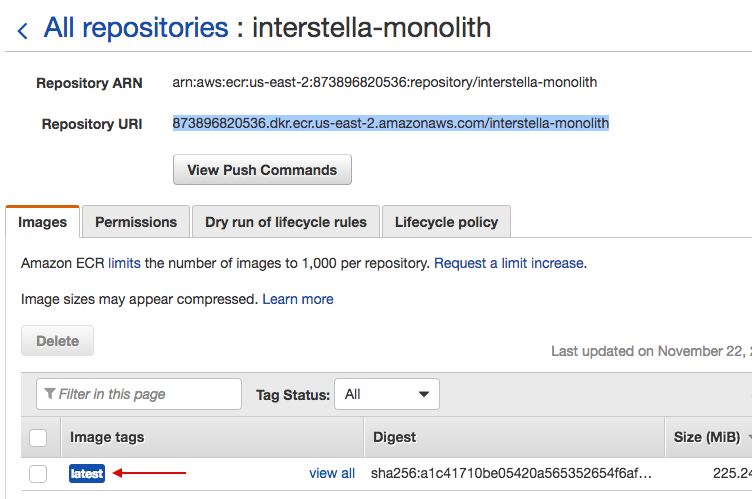 All repositories : interstella-monolith
Repository ARN arn:aws:ecr:us-east-2:873896820536:repository/interstella-monolith
Repository URI 873896820536.dkr.ecr.us-east-2.amazonaws.com/interstella-monolith
View Push Commands
Images Permissions Dry run of lifecycle rules Lifecycle policy
Amazon ECR limits the number of images to 1,000 per repository. Request a limit increase.
Image sizes may appear compressed. Learn more
Delete
Last updated on November 22,
Filter in this page Tag Status: All
Image tags Digest Size (MiB)
latest view all sha256:a1c41710be05420a565352654f6af... 225.24